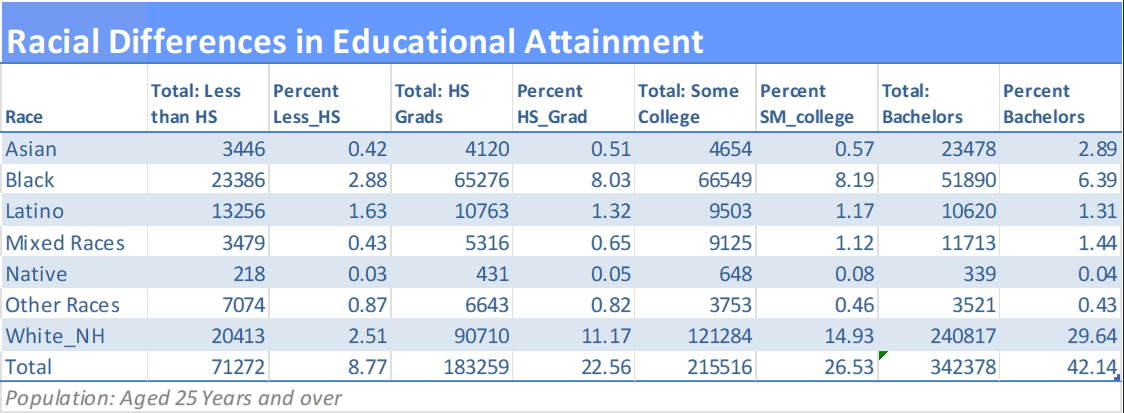 Racial Differences in Educational Attainment
Race Total: Less than HS Percent Less_HS Total: HS Grads Percent HS_Grad Total: Some College Percent SM_college Total: Bachelors Percent Bachelors
Asian 3446 0.42 4120 0.51 4654 0.57 23478 2.89
Black 23386 2.88 65276 8.03 66549 8.19 51890 6.39
Latino 13256 1.63 10763 1.32 9503 1.17 10620 1.31
Mixed Races 3479 0.43 5316 0.65 9125 1.12 11713 1.44
Native 218 0.03 431 0.05 648 0.08 339 0.04
Other Races 7074 0.87 6643 0.82 3753 0.46 3521 0.43
White_NH 20413 2.51 90710 11.17 121284 14.93 240817 29.64
Total 71272 8.77 183259 22.56 215516 26.53 342378 42.14
Population: Aged 25 Years and over